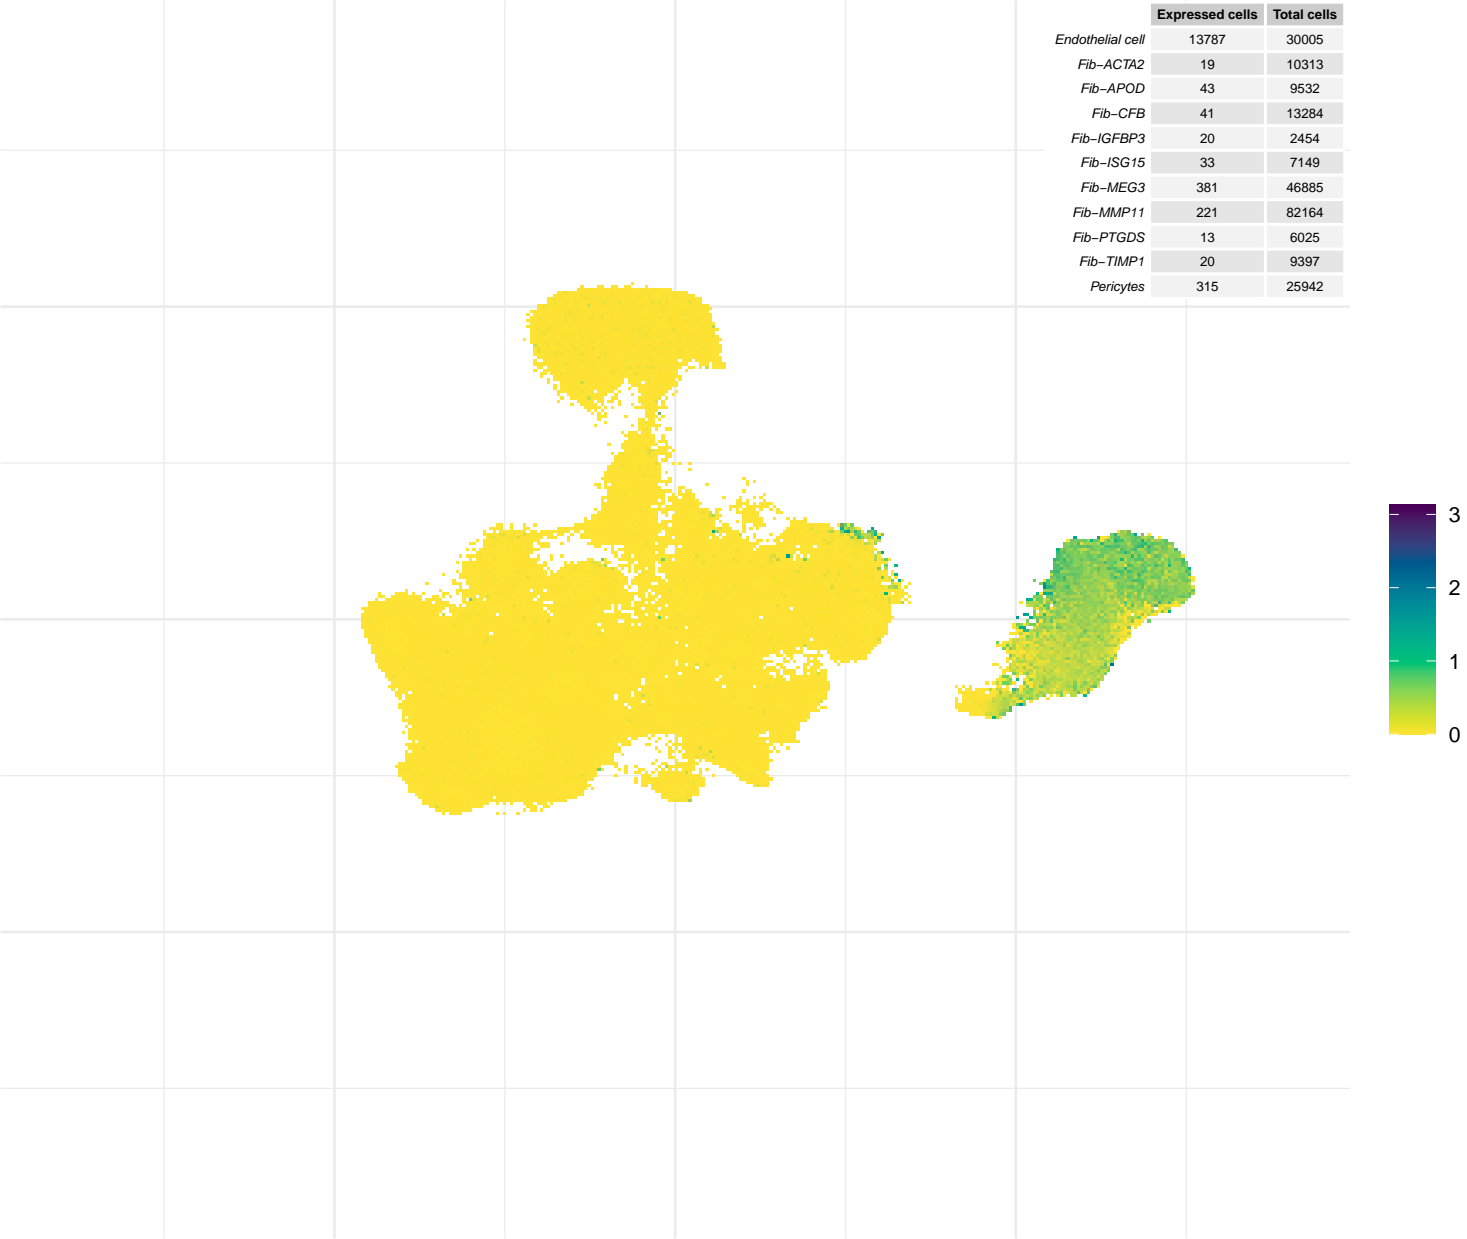 Expressed cells Total cells
Endothelial cell 13787 30005
Fib−ACTA2 19 10313
Fib−APOD 43 9532
Fib−CFB 41 13284
Fib−IGFBP3 20 2454
Fib−ISG15 33 7149
Fib−MEG3 381 46885
Fib−MMP11 221 82164
Fib−PTGDS 13 6025
Fib−TIMP1 20 9397
Pericytes 315 25942
3
2
1
0